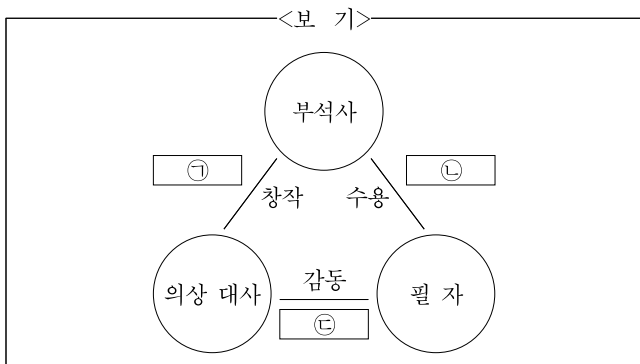 <보 기>
부석사
㉠ ㉡
창작 수용
의상 대사 감동 필 자
㉢